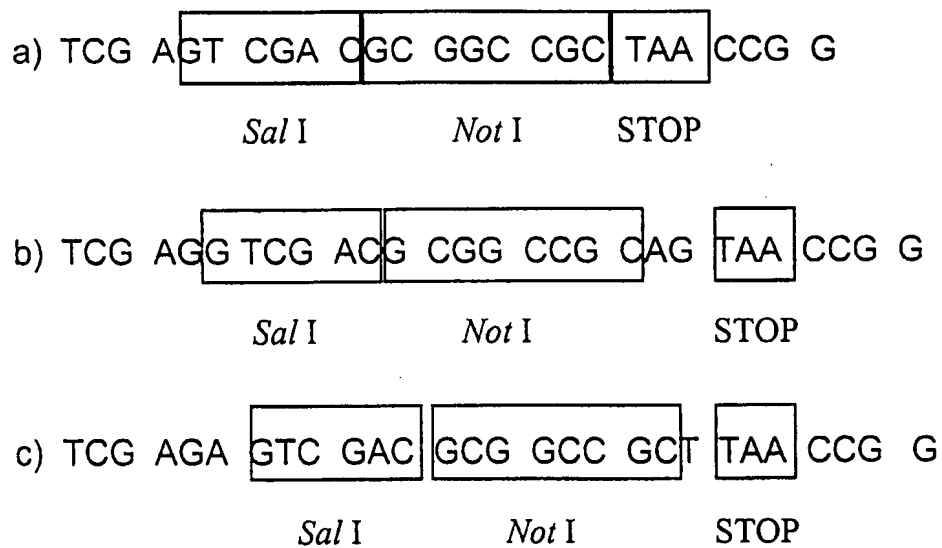 a) TCG AGT CGA CGC GGC CGC TAA CCG G
Sal I Not I STOP
b) TCG AGG TCG ACG CGG CCG CAG TAA CCG G
Sal I Not I STOP
c) TCG AGA GTC GAC GCG GCC GCT TAA CCG G
Sal I Not I STOP